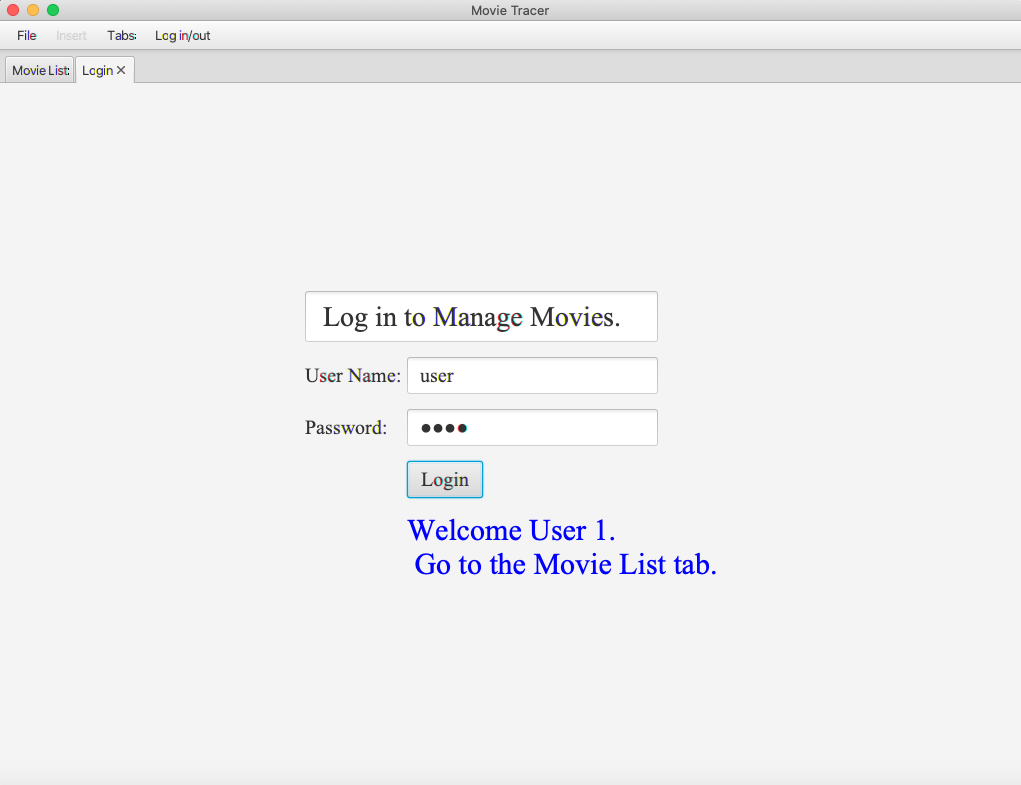 Movie Tracer
File Insert Tabs: Log in/out
Movie List: Login ✕
Log in to Manage Movies.
User Name: user
Password: ●●●●
Login
Welcome User 1.
Go to the Movie List tab.